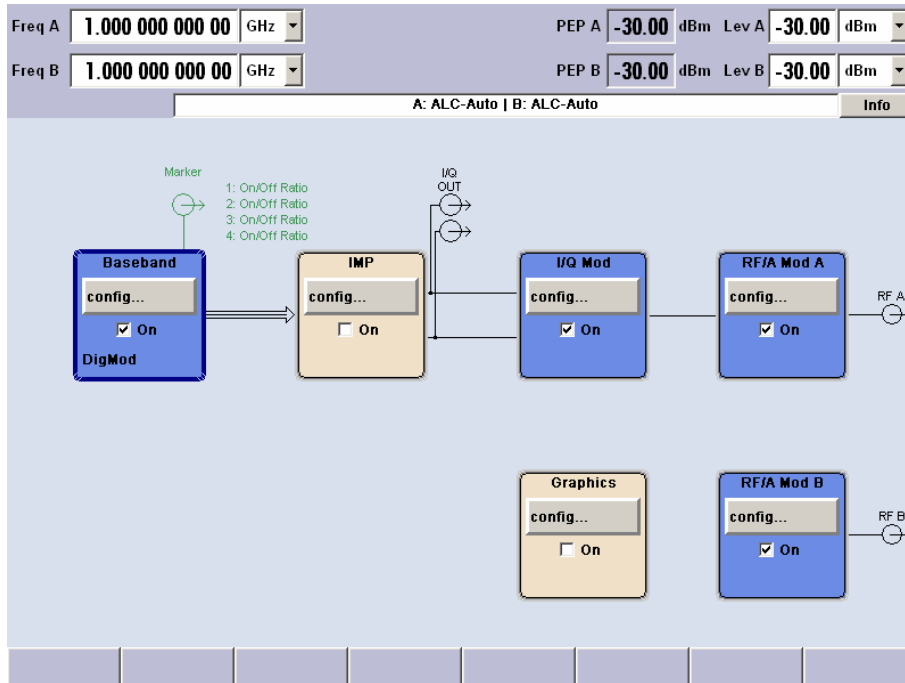 Freq A 1.000 000 000 00 GHz PEP A -30.00 dBm Lev A -30.00 dBm
Freq B 1.000 000 000 00 GHz PEP B -30.00 dBm Lev B -30.00 dBm
A: ALC-Auto | B: ALC-Auto Info
Marker
1: On/Off Ratio
2: On/Off Ratio
3: On/Off Ratio
4: On/Off Ratio
I/Q
OUT
Baseband
config...
On
DigMod
IMP
config...
On
I/Q Mod
config...
On
RF/A Mod A
config...
On
RF A
Graphics
config...
On
RF/A Mod B
config...
On
RF B